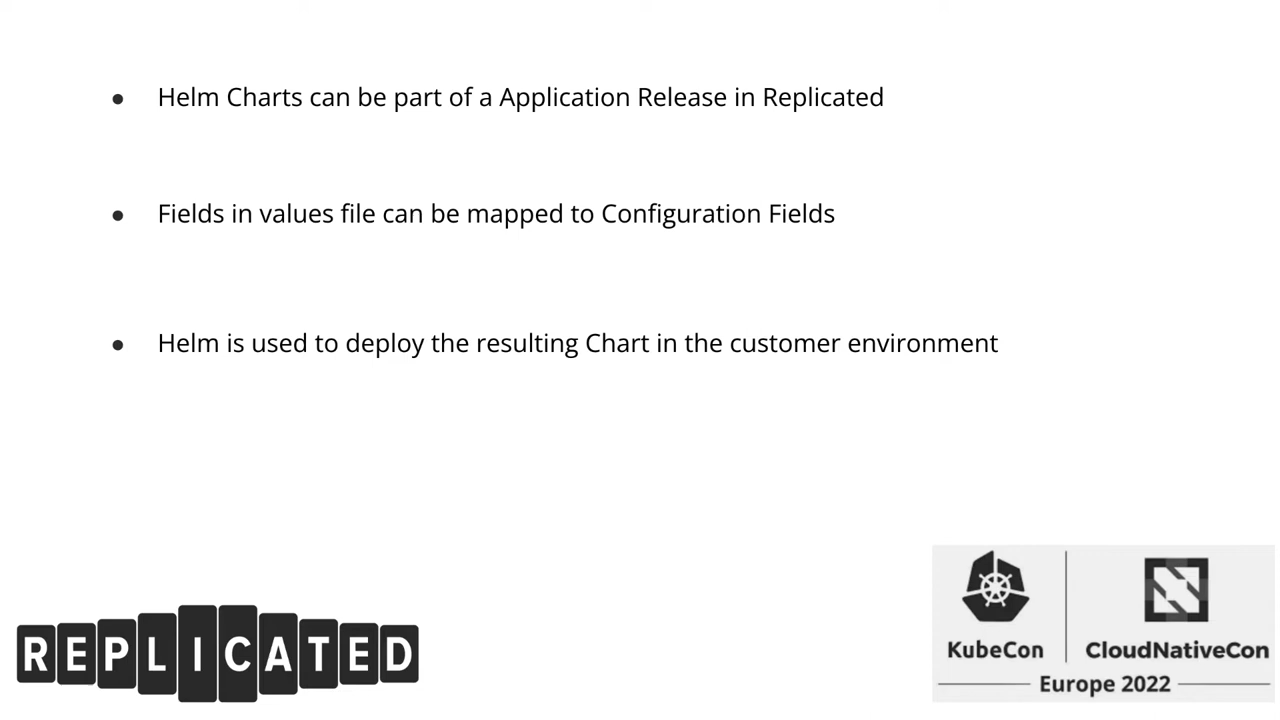 ● Helm Charts can be part of a Application Release in Replicated
● Fields in values file can be mapped to Configuration Fields
● Helm is used to deploy the resulting Chart in the customer environment
REPLICATED
KubeCon
CloudNativeCon
Europe 2022